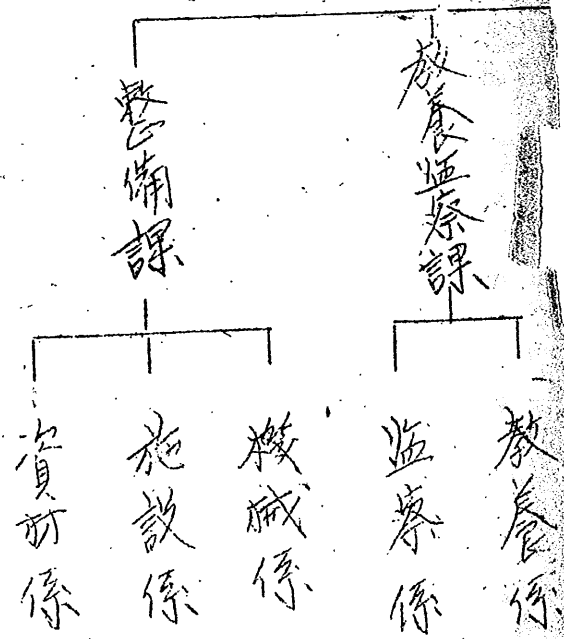 教養監察課
整備課
教養係
監察係
機械係
施設係
資材係